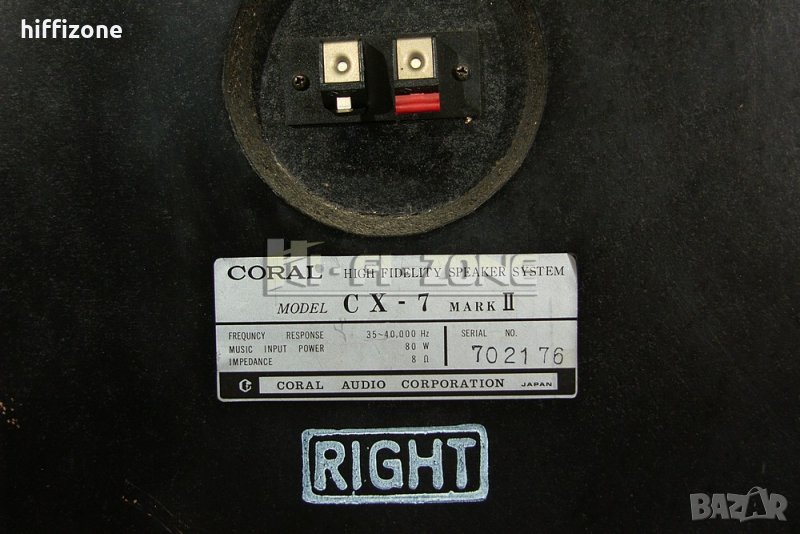 hiffizone
HI-FI ZONE
CORAL HIGH FIDELITY SPEAKER SYSTEM
MODEL CX-7 MARK II
FREQUNCY RESPONSE 35~40,000 Hz
MUSIC INPUT POWER 80 W
IMPEDANCE 8 Ω
SERIAL NO.
702176
CORAL AUDIO CORPORATION JAPAN
RIGHT
BAZAR